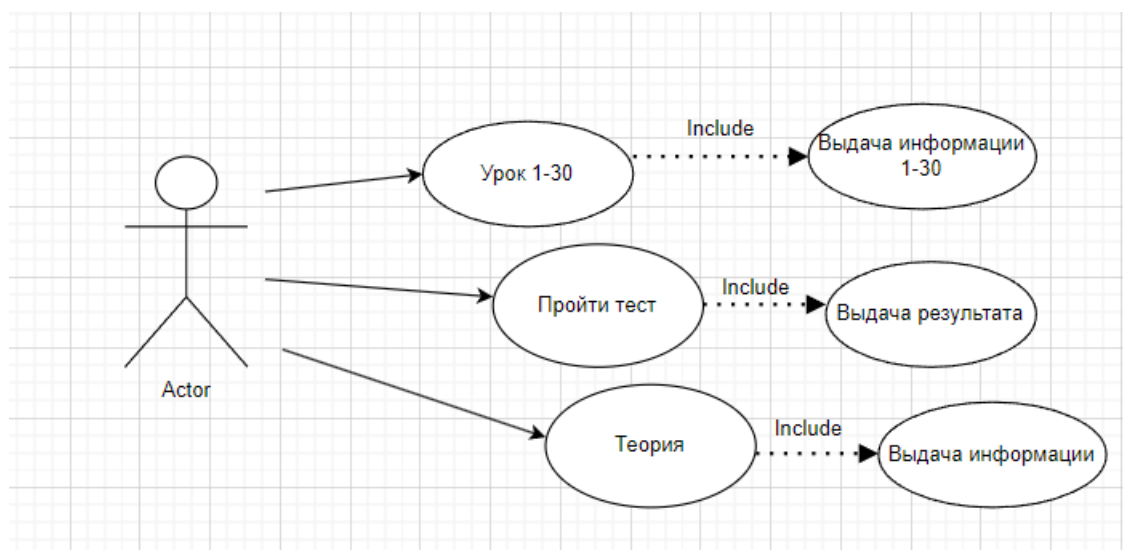 Include
Урок 1-30
Выдача информации
1-30
Include
Пройти тест
Выдача результата
Actor
Include
Теория
Выдача информации